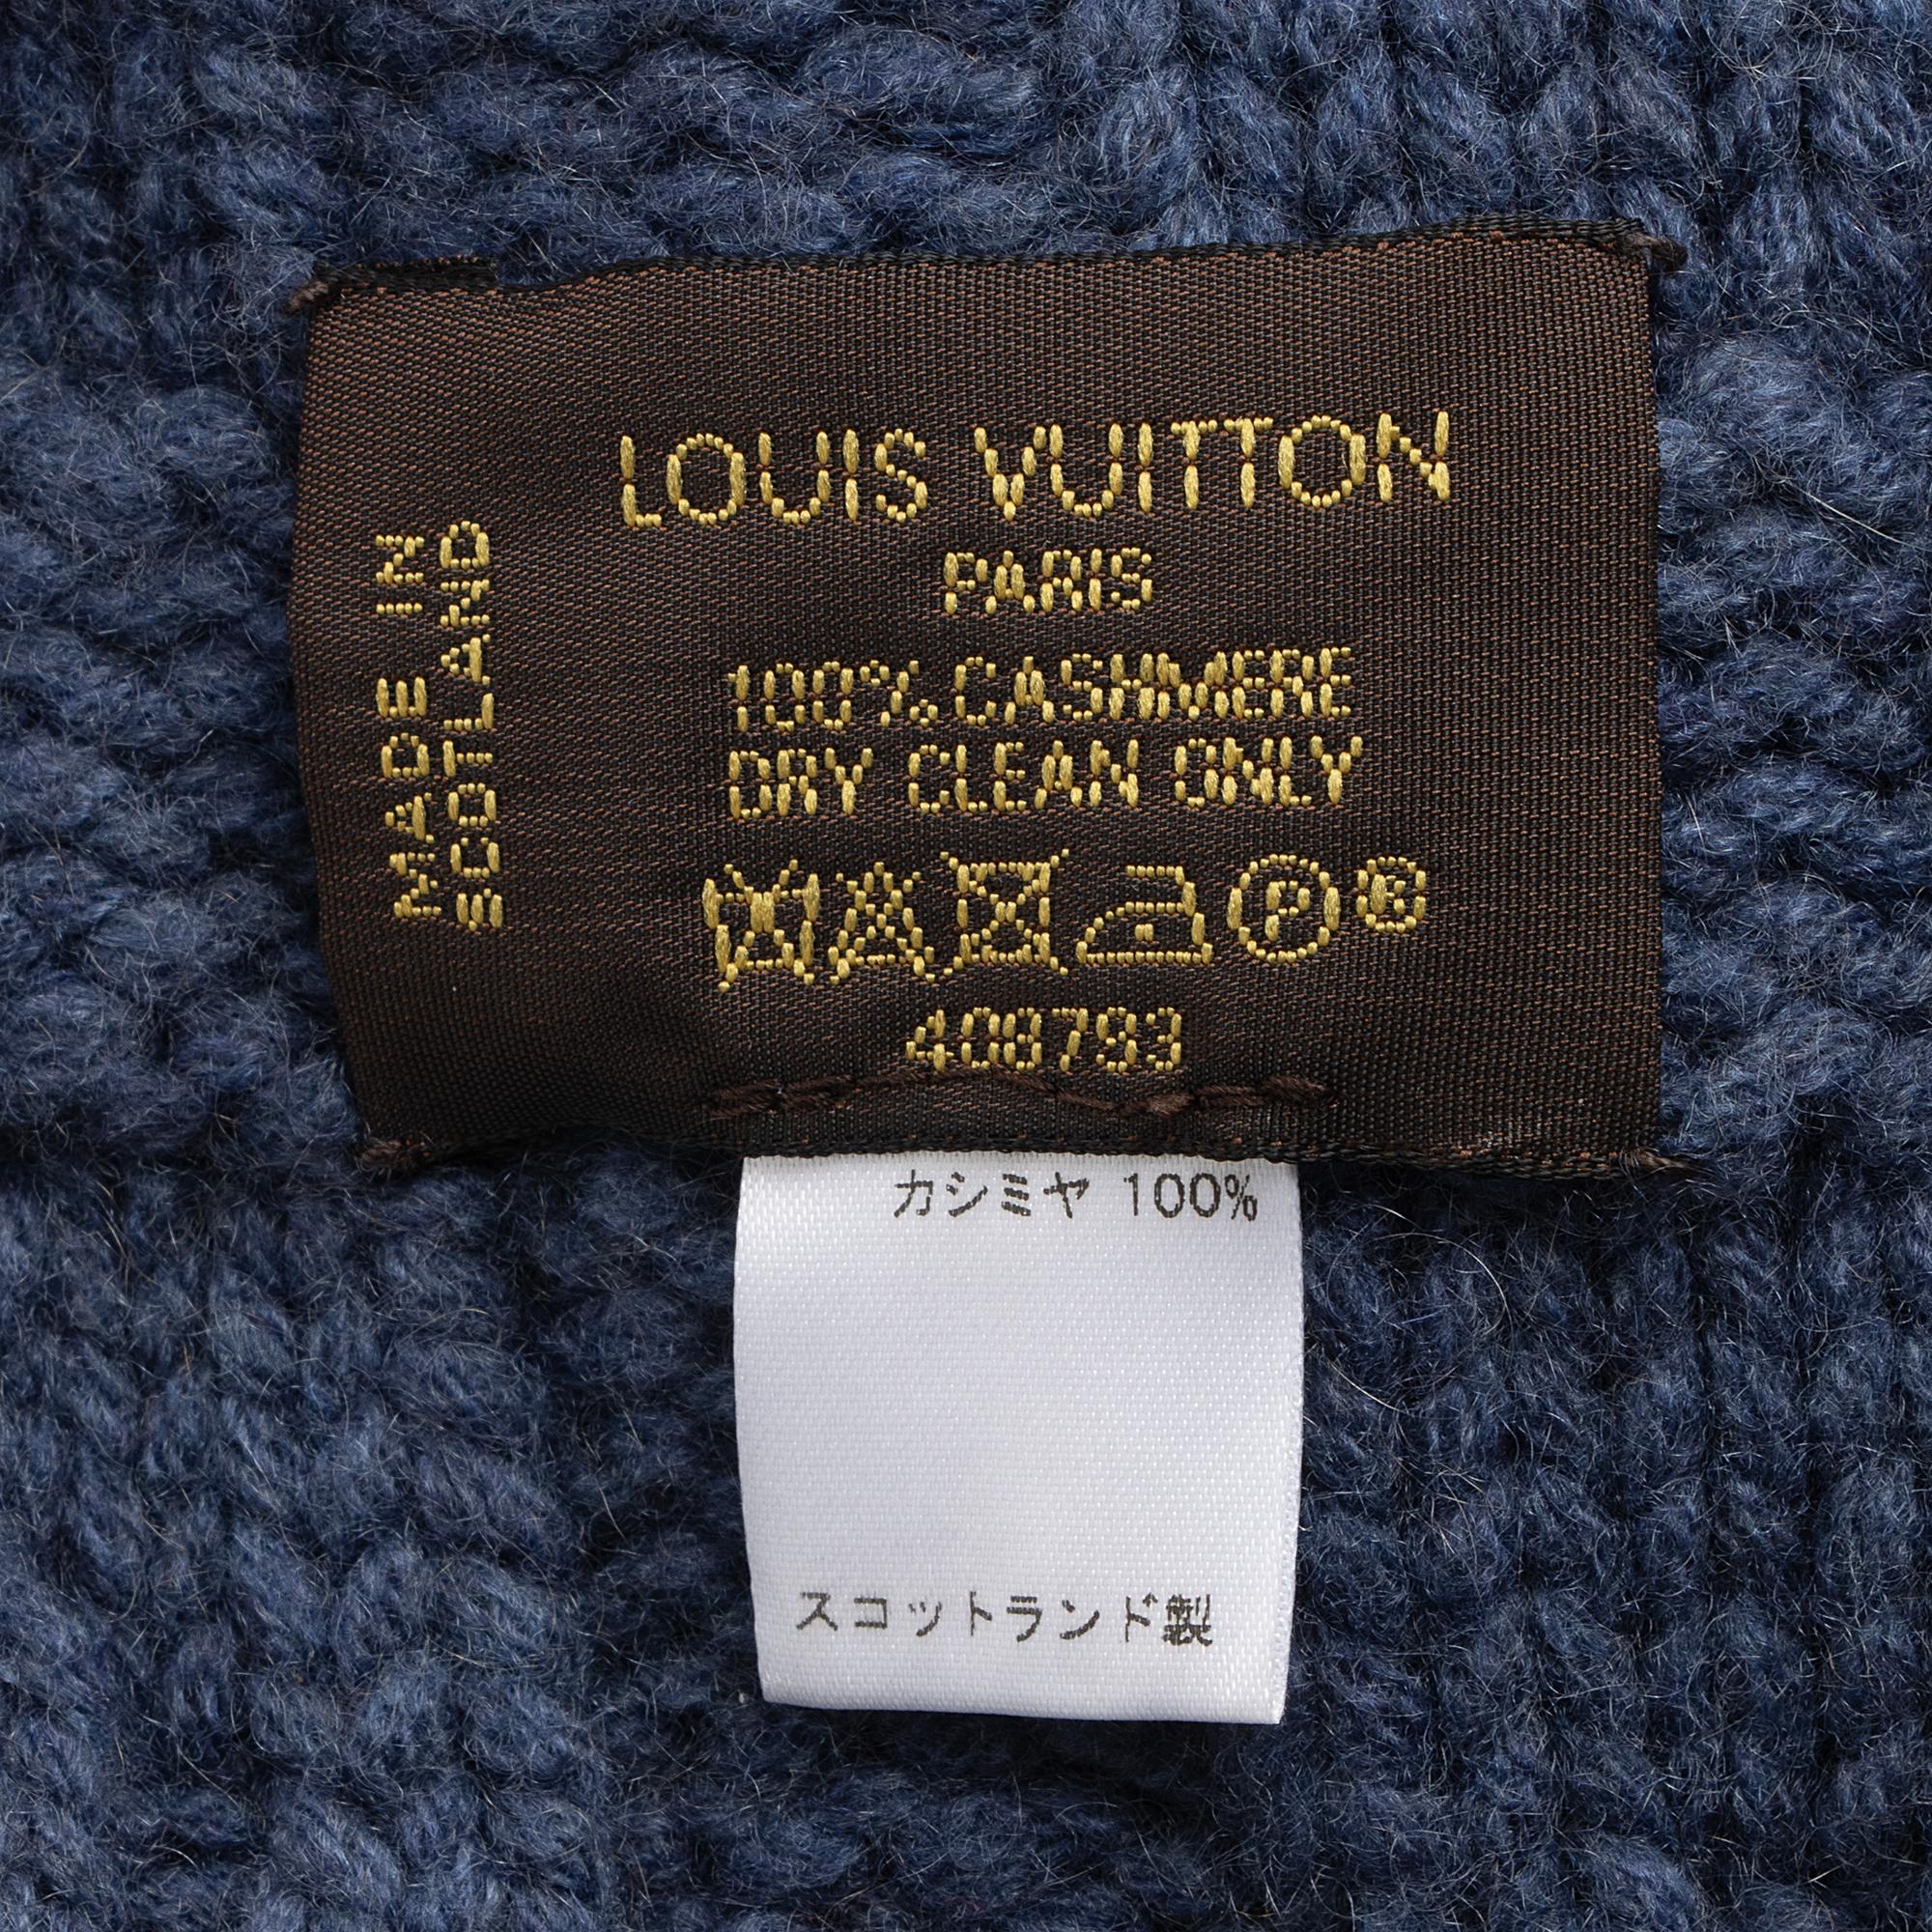 LOUIS VUITTON
PARIS
100% CASHMERE
DRY CLEAN ONLY
P ®
408793
MADE IN
SCOTLAND
カシミヤ 100%
スコットランド製